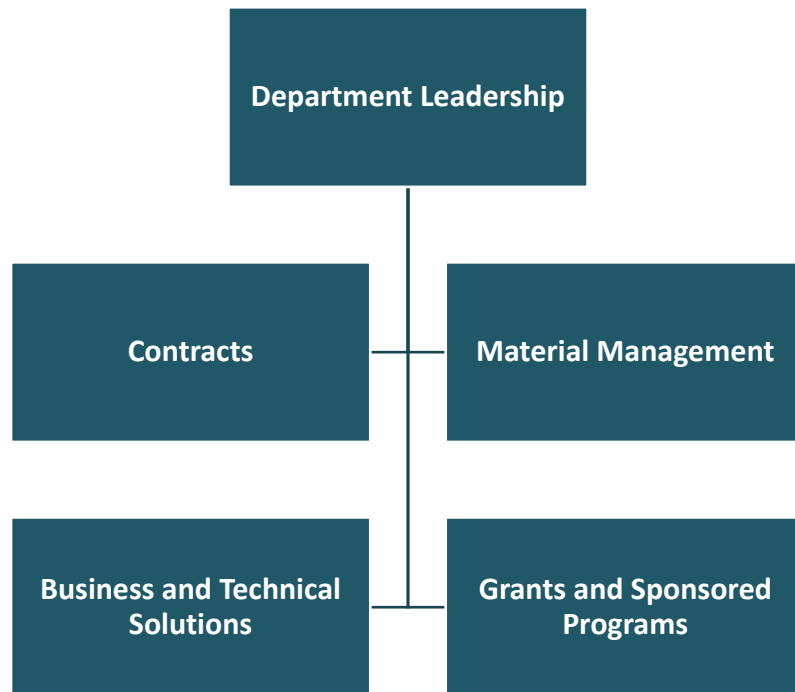 Department Leadership
Contracts
Material Management
Business and Technical
Solutions
Grants and Sponsored
Programs